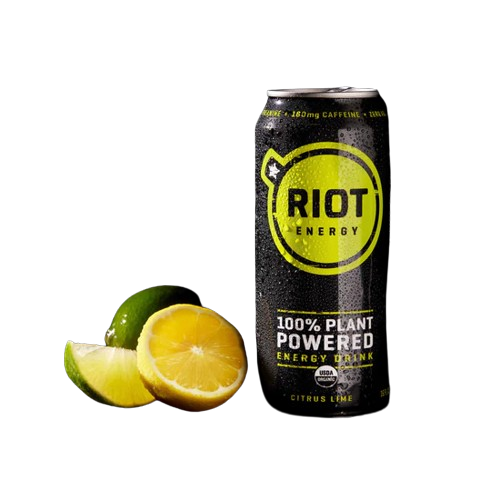 • 160mg CAFFEINE •
RIOT
ENERGY
100% PLANT
POWERED
ENERGY DRINK
USDA
ORGANIC
CITRUS LIME